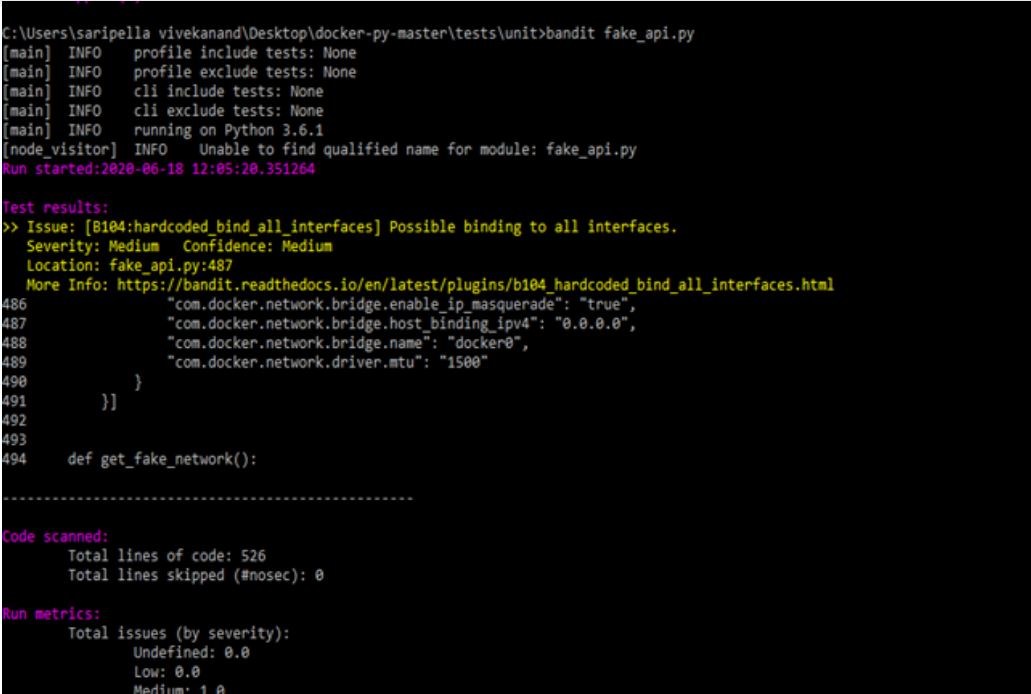 C:\Users\saripella vivekanand\Desktop\docker-py-master\tests\unit>bandit fake_api.py
[main]  INFO    profile include tests: None
[main]  INFO    profile exclude tests: None
[main]  INFO    cli include tests: None
[main]  INFO    cli exclude tests: None
[main]  INFO    running on Python 3.6.1
[node_visitor]  INFO    Unable to find qualified name for module: fake_api.py
Run started:2020-06-18 12:05:20.351264
Test results:
>> Issue: [B104:hardcoded_bind_all_interfaces] Possible binding to all interfaces.
   Severity: Medium   Confidence: Medium
   Location: fake_api.py:487
   More Info: https://bandit.readthedocs.io/en/latest/plugins/b104_hardcoded_bind_all_interfaces.html
486                 "com.docker.network.bridge.enable_ip_masquerade": "true",
487                 "com.docker.network.bridge.host_binding_ipv4": "0.0.0.0",
488                 "com.docker.network.bridge.name": "docker0",
489                 "com.docker.network.driver.mtu": "1500"
490             }
491         }]
492
493
494     def get_fake_network():
--------------------------------------------------
Code scanned:
        Total lines of code: 526
        Total lines skipped (#nosec): 0
Run metrics:
        Total issues (by severity):
                Undefined: 0.0
                Low: 0.0
                Medium: 1.0